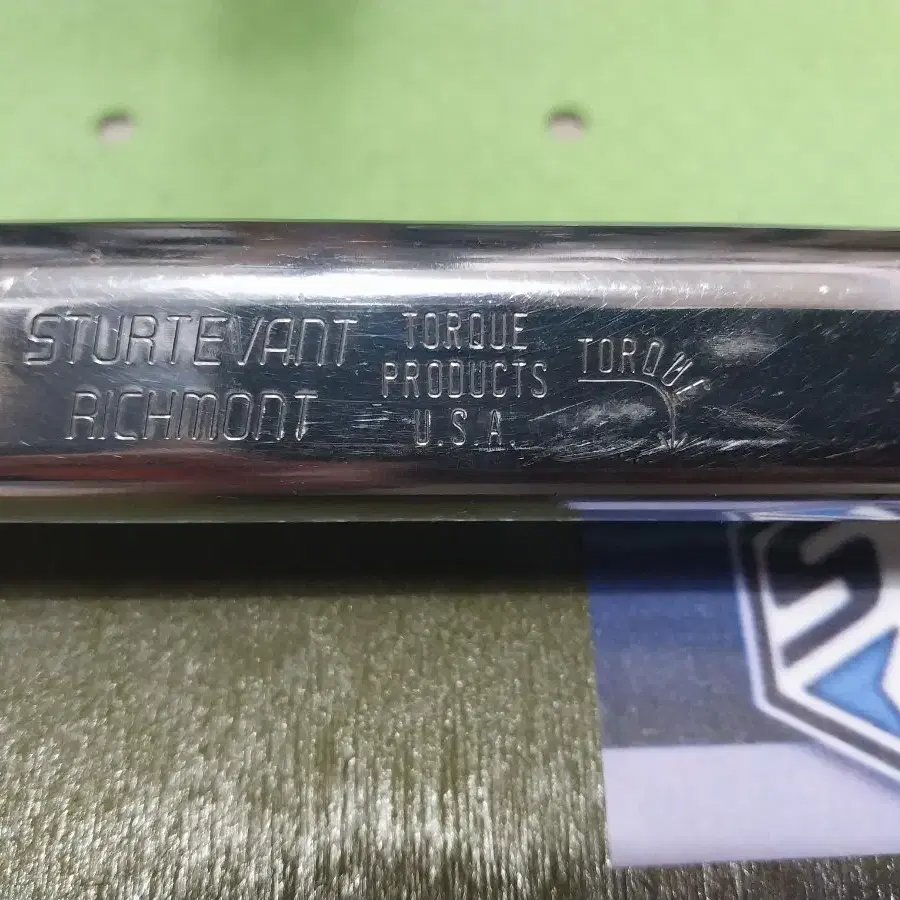 STURTEVANT
RICHMONT
TORQUE
PRODUCTS
U.S.A.
TORQUE